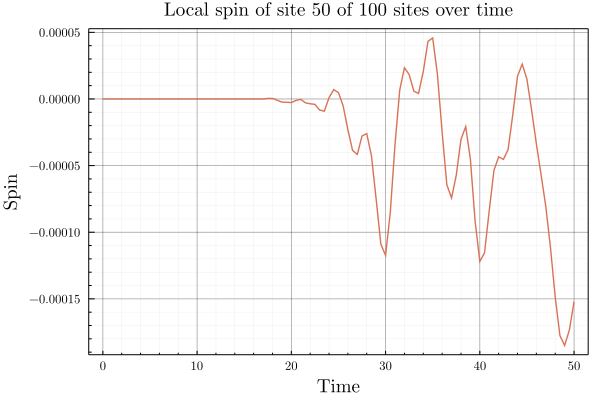 Local spin of site 50 of 100 sites over time
0.00005
0.00000
−0.00005
−0.00010
−0.00015
Spin
0 10 20 30 40 50
Time